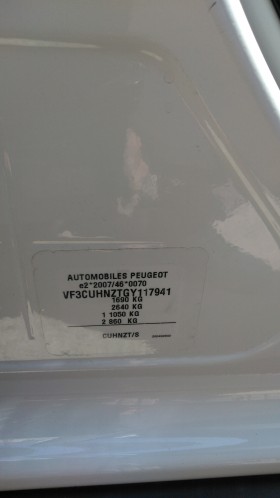 AUTOMOBILES PEUGEOT
e2*2007/46*0070
VF3CUHNZTGY117941
1690 KG
2640 KG
1 1050 KG
2 860 KG
CUHNZT/S